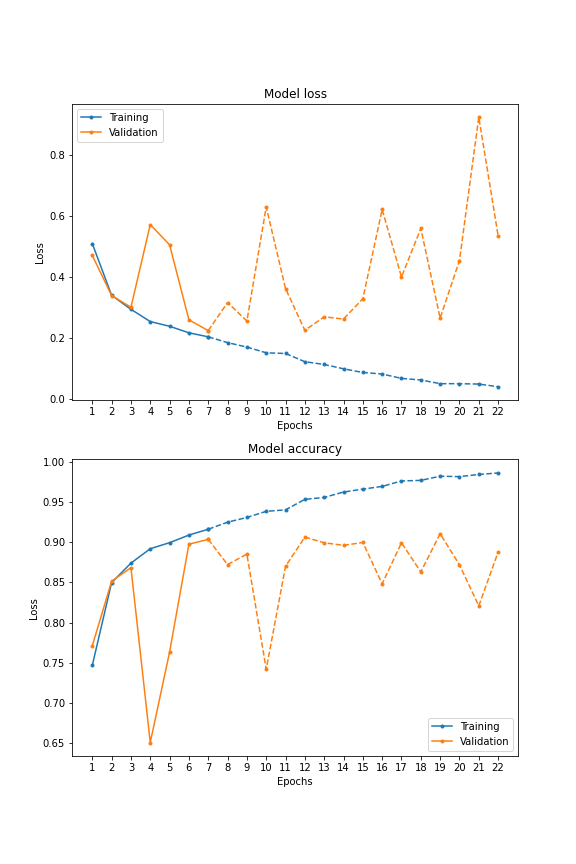 Model loss
Training
Validation
0.8
0.6
0.4
0.2
0.0
Loss
1 2 3 4 5 6 7 8 9 10 11 12 13 14 15 16 17 18 19 20 21 22
Epochs
Model accuracy
1.00
0.95
0.90
0.85
0.80
0.75
0.70
0.65
Loss
Training
Validation
1 2 3 4 5 6 7 8 9 10 11 12 13 14 15 16 17 18 19 20 21 22
Epochs